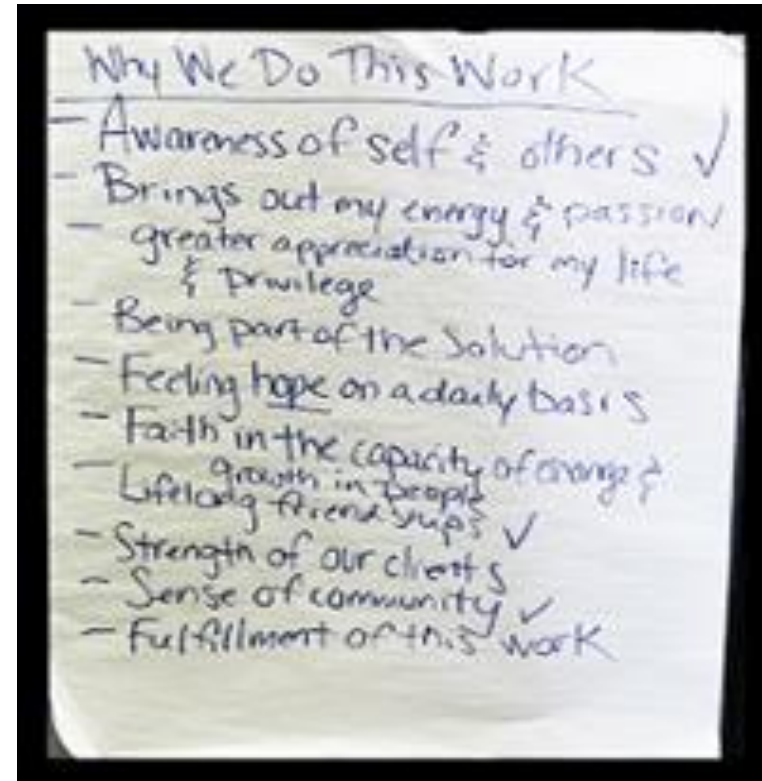 Why We Do This Work
- Awareness of self & others ✓
- Brings out my energy & passion
- greater appreciation for my life
& privilege
- Being part of the Solution
- Feeling hope on a daily basis
- Faith in the capacity of change &
growth in people
- Lifelong friendships ✓
- Strength of our clients
- Sense of community ✓
- Fulfillment of this work